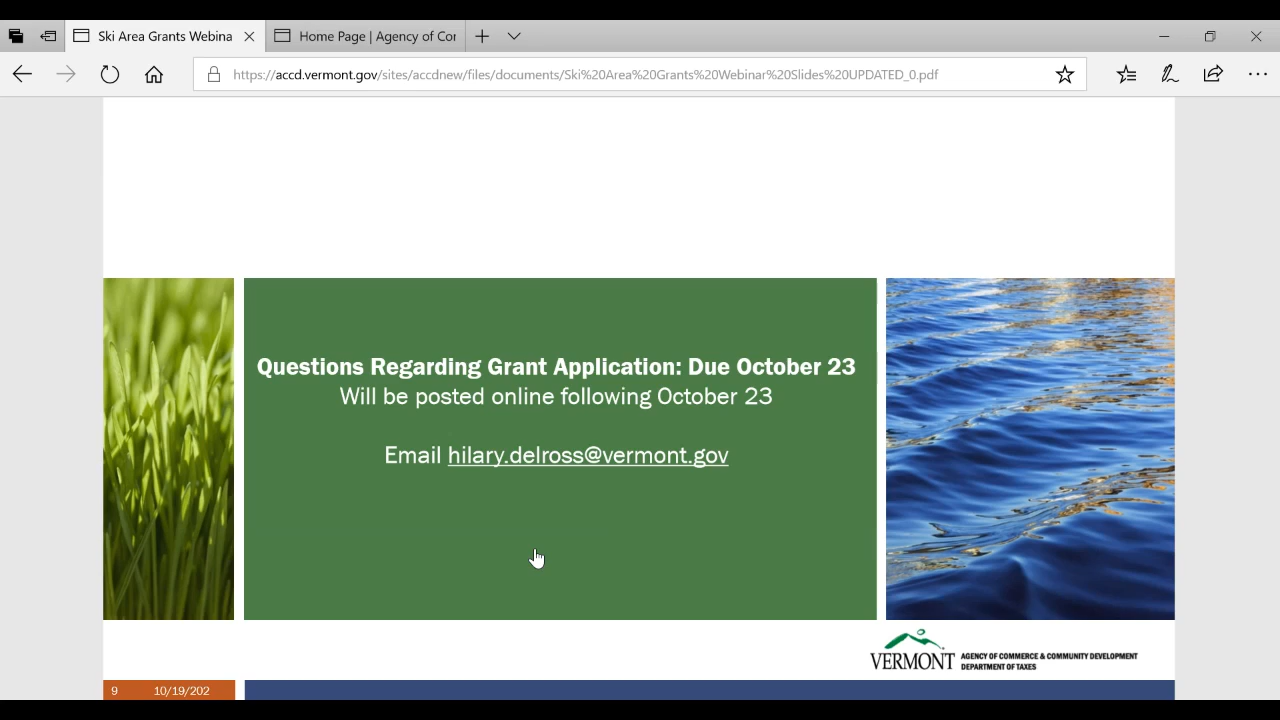 Ski Area Grants Webina
Home Page | Agency of Cor
https://accd.vermont.gov/sites/accdnew/files/documents/Ski%20Area%20Grants%20Webinar%20Slides%20UPDATED_0.pdf
Questions Regarding Grant Application: Due October 23
Will be posted online following October 23
Email hilary.delross@vermont.gov
VERMONT
AGENCY OF COMMERCE & COMMUNITY DEVELOPMENT
DEPARTMENT OF TAXES
9 10/19/202